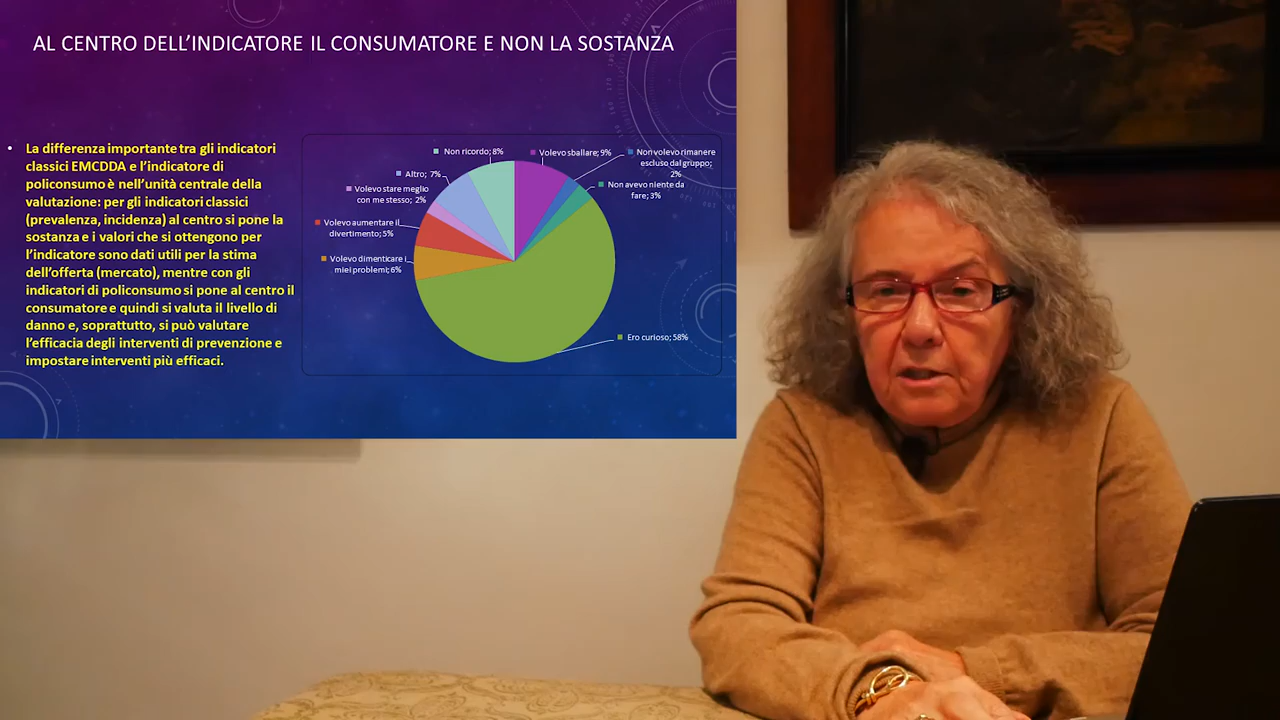 AL CENTRO DELL'INDICATORE IL CONSUMATORE E NON LA SOSTANZA
• La differenza importante tra gli indicatori
classici EMCDDA e l'indicatore di
policonsumo è nell'unità centrale della
valutazione: per gli indicatori classici
(prevalenza, incidenza) al centro si pone la
sostanza e i valori che si ottengono per
l'indicatore sono dati utili per la stima
dell'offerta (mercato), mentre con gli
indicatori di policonsumo si pone al centro il
consumatore e quindi si valuta il livello di
danno e, soprattutto, si può valutare
l'efficacia degli interventi di prevenzione e
impostare interventi più efficaci.
Non ricordo; 8%
Volevo sballare; 9%
Non volevo rimanere
escluso dal gruppo;
2%
Altro; 7%
Non avevo niente da
fare; 3%
Volevo stare meglio
con me stesso; 2%
Volevo aumentare il
divertimento; 5%
Volevo dimenticare i
miei problemi; 6%
Ero curioso; 58%